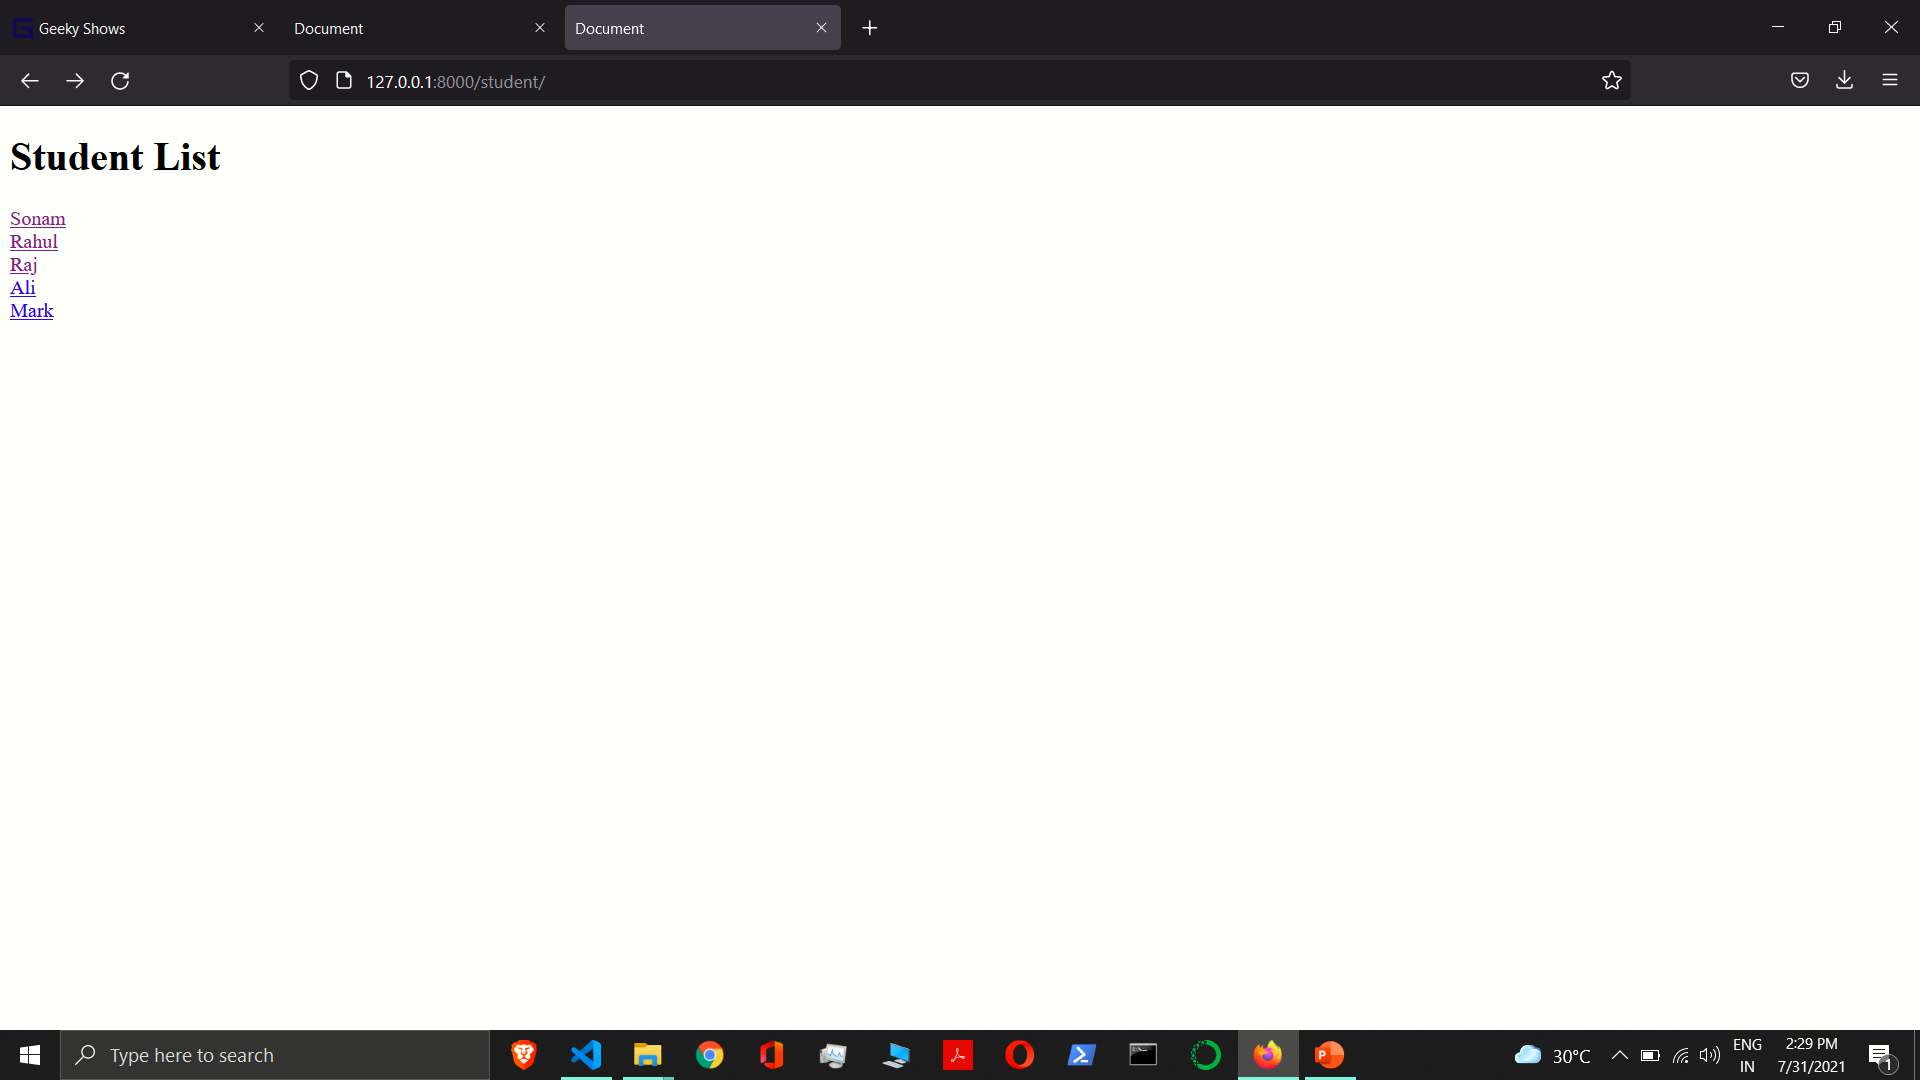 Geeky Shows
Document
Document
127.0.0.1:8000/student/
Student List
Sonam
Rahul
Raj
Ali
Mark
Type here to search
30°C
ENG
IN
2:29 PM
7/31/2021
1